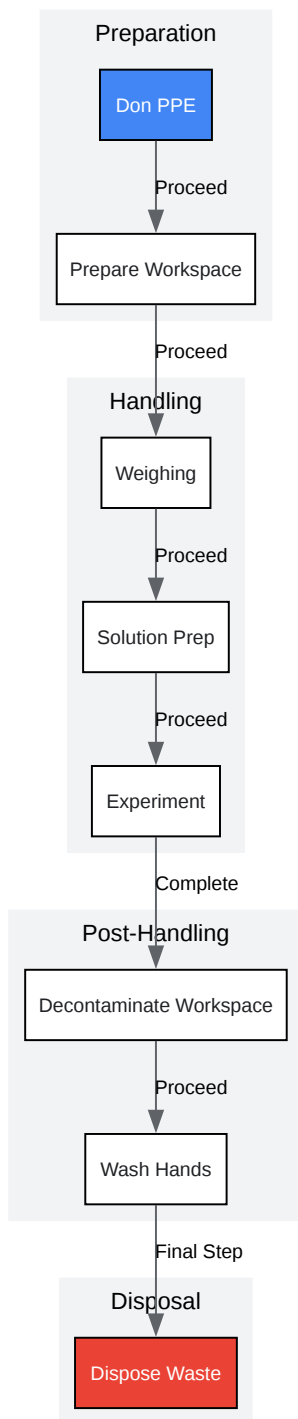 Preparation
Don PPE
Proceed
Prepare Workspace
Proceed
Handling
Weighing
Proceed
Solution Prep
Proceed
Experiment
Complete
Post-Handling
Decontaminate Workspace
Proceed
Wash Hands
Final Step
Disposal
Dispose Waste